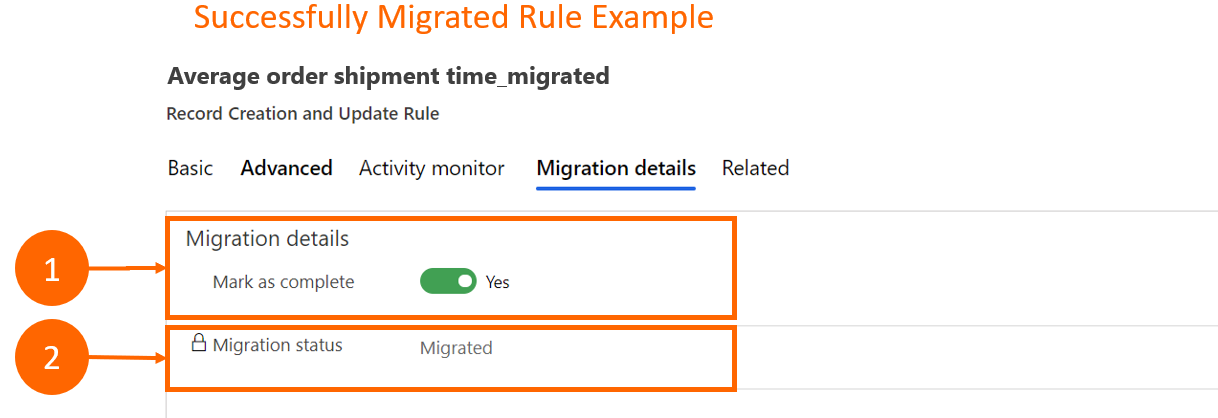 Successfully Migrated Rule Example
Average order shipment time_migrated
Record Creation and Update Rule
Basic Advanced Activity monitor Migration details Related
Migration details
1
Mark as complete Yes
2
Migration status Migrated